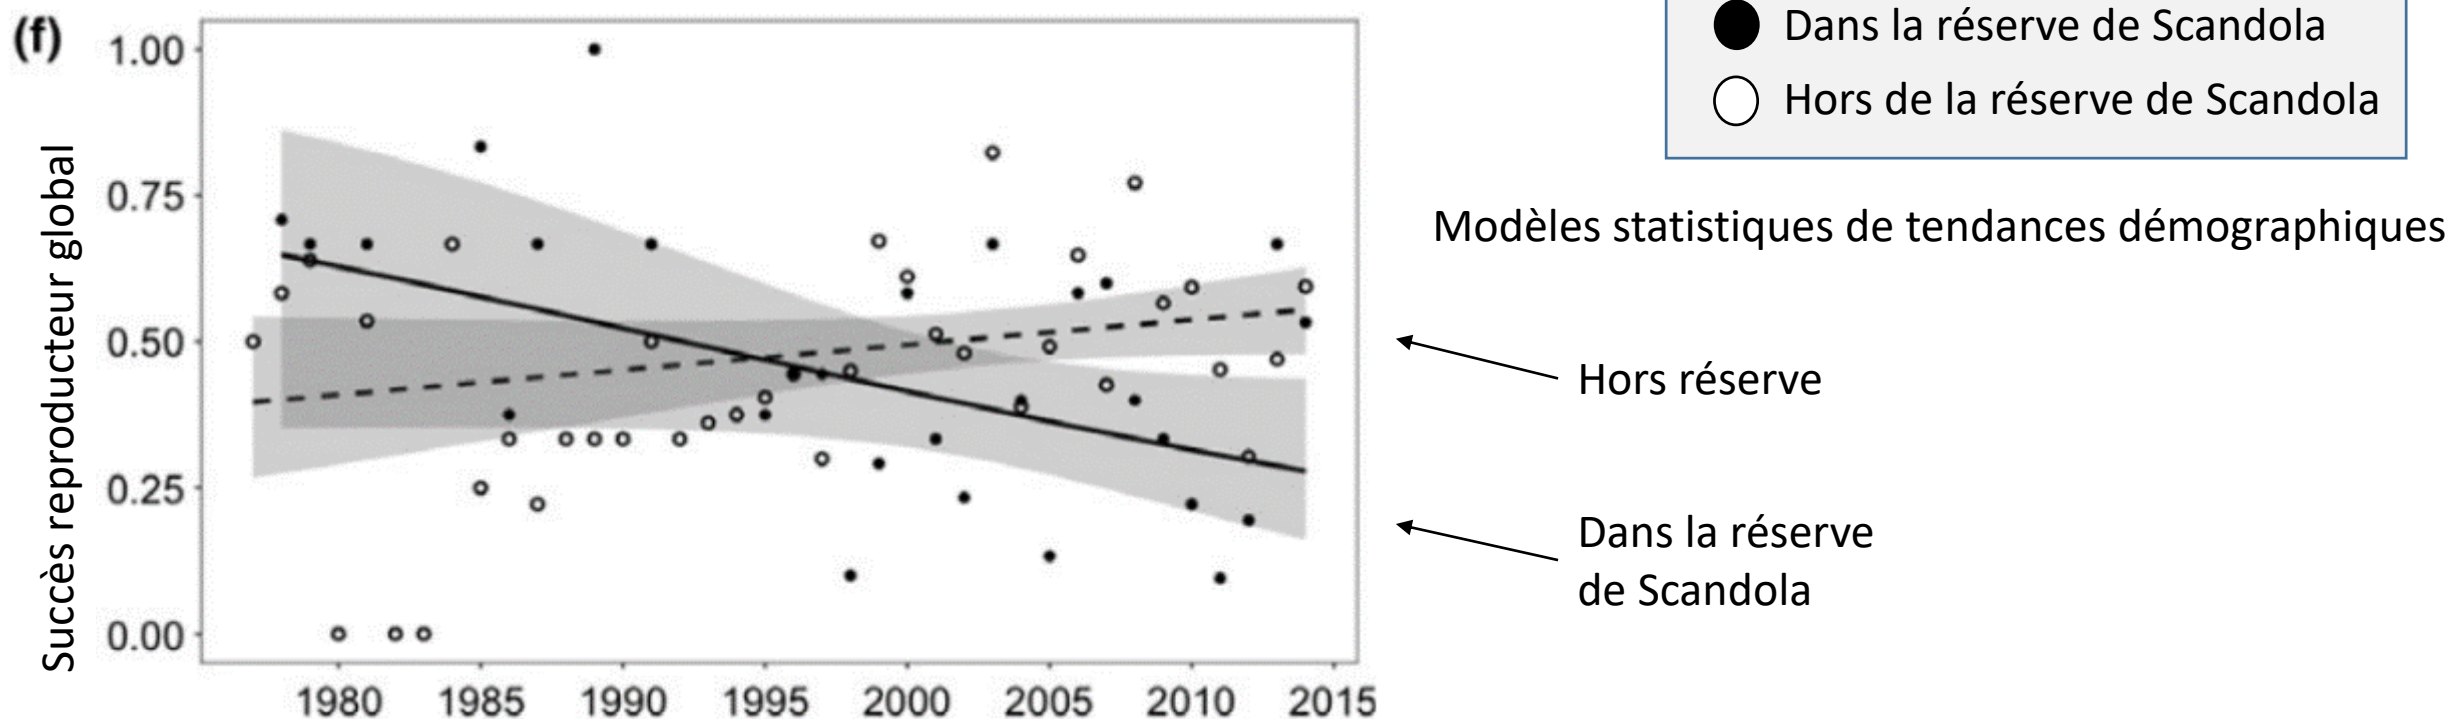 (f)
Succès reproducteur global
1.00
0.75
0.50
0.25
0.00
1980 1985 1990 1995 2000 2005 2010 2015
Dans la réserve de Scandola
Hors de la réserve de Scandola
Modèles statistiques de tendances démographiques
Hors réserve
Dans la réserve
de Scandola